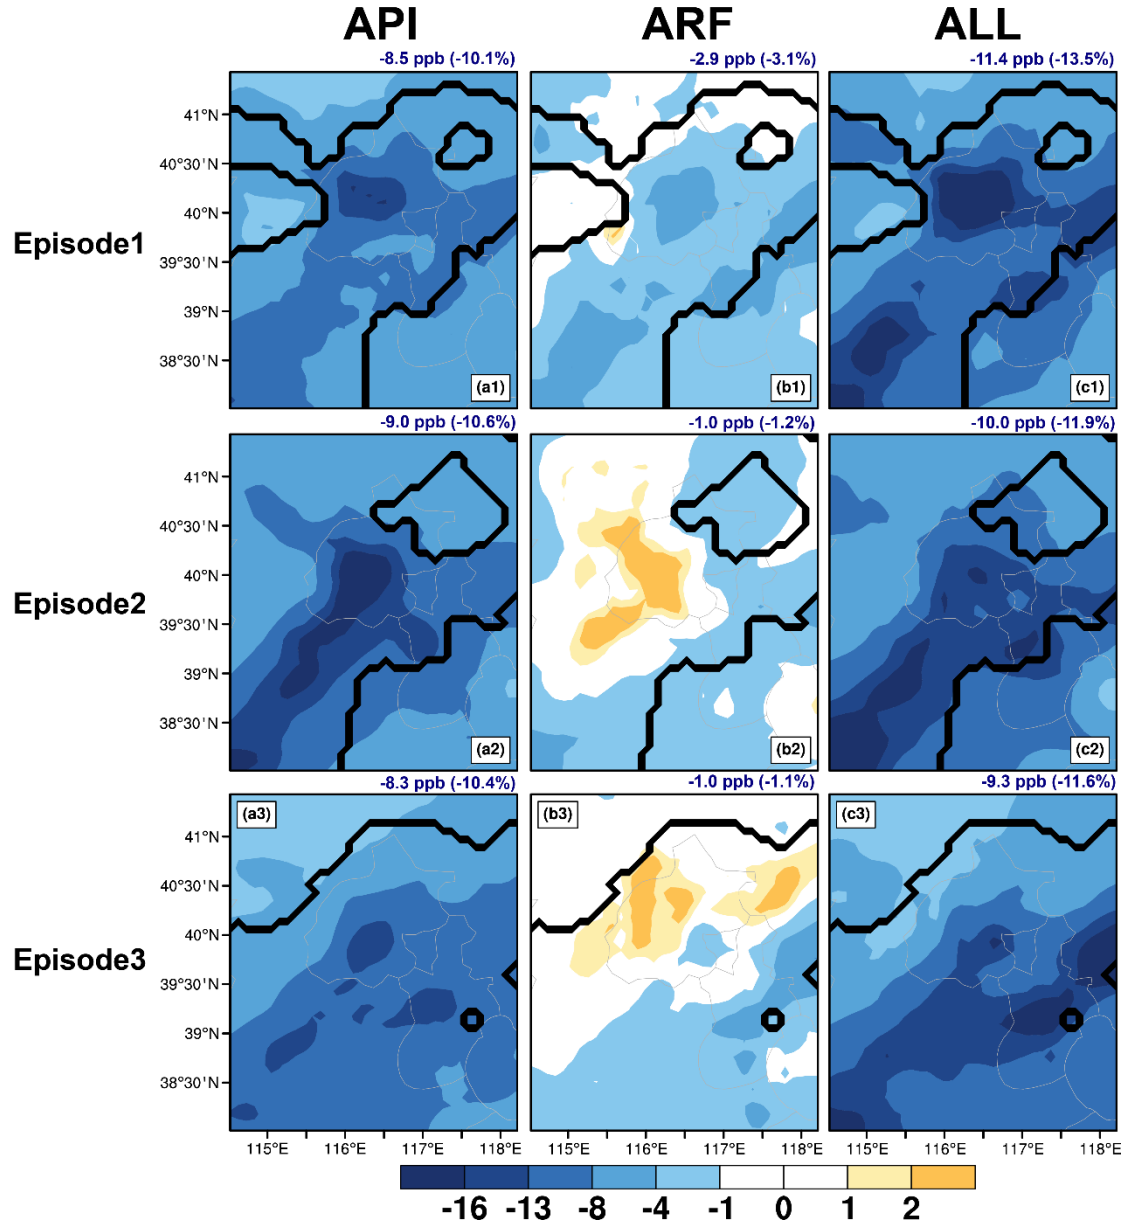 API ARF ALL
-8.5 ppb (-10.1%) -2.9 ppb (-3.1%) -11.4 ppb (-13.5%)
Episode1
41°N
40°30'N
40°N
39°30'N
39°N
38°30'N
(a1) (b1) (c1)
-9.0 ppb (-10.6%) -1.0 ppb (-1.2%) -10.0 ppb (-11.9%)
Episode2
41°N
40°30'N
40°N
39°30'N
39°N
38°30'N
(a2) (b2) (c2)
-8.3 ppb (-10.4%) -1.0 ppb (-1.1%) -9.3 ppb (-11.6%)
(a3) (b3) (c3)
Episode3
41°N
40°30'N
40°N
39°30'N
39°N
38°30'N
115°E 116°E 117°E 118°E 115°E 116°E 117°E 118°E 115°E 116°E 117°E 118°E
-16 -13 -8 -4 -1 0 1 2